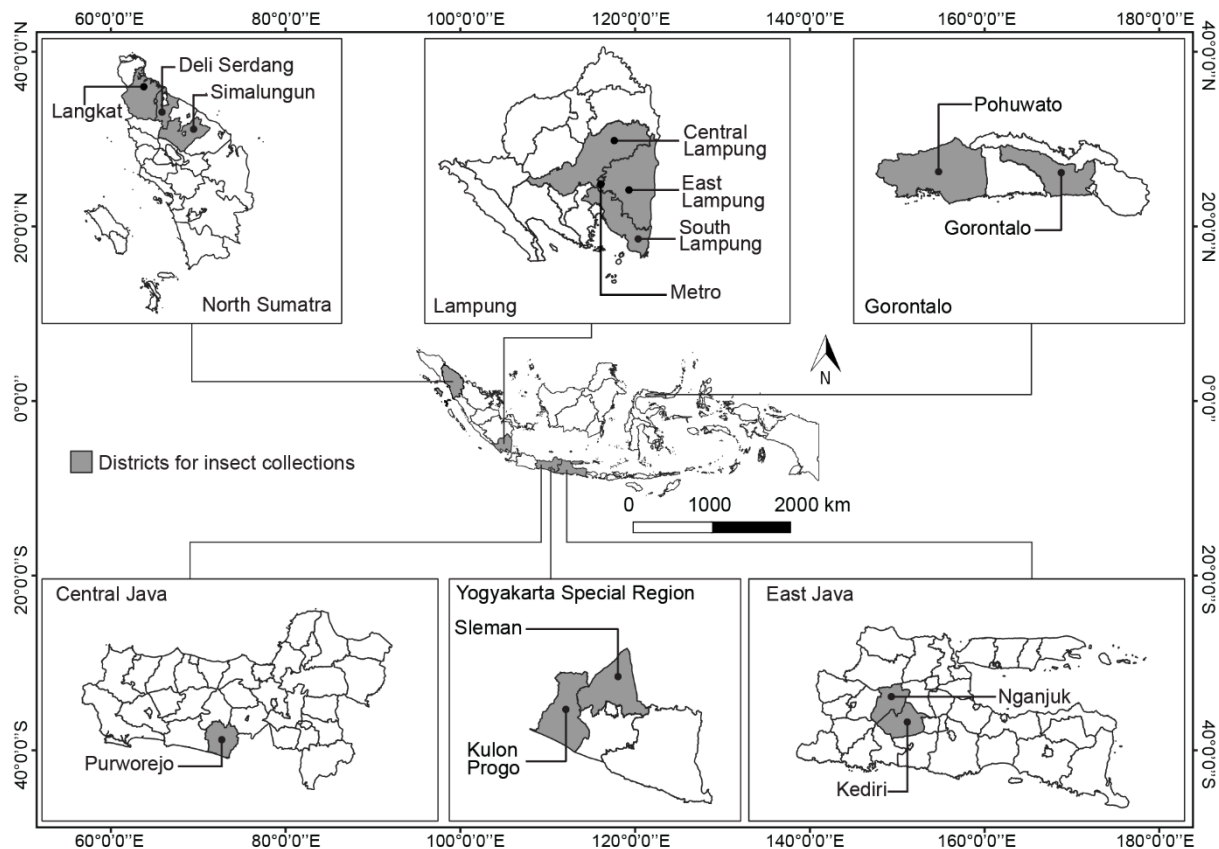 60°0'0''E
80°0'0''E
100°0'0''E
120°0'0''E
140°0'0''E
160°0'0''E
180°0'0''E
40°0'0''N
40°0'0''N
Deli Serdang
Simalungun
Langkat
North Sumatra
Central
Lampung
East
Lampung
South
Lampung
Metro
Lampung
Pohuwato
Gorontalo
Gorontalo
20°0'0''N
20°0'0''N
N
0°0'0''
0°0'0''
Districts for insect collections
0 1000 2000 km
20°0'0''S
20°0'0''S
Central Java
Purworejo
Yogyakarta Special Region
Sleman
Kulon
Progo
East Java
Nganjuk
Kediri
40°0'0''S
40°0'0''S
60°0'0''E
80°0'0''E
100°0'0''E
120°0'0''E
140°0'0''E
160°0'0''E
180°0'0''E